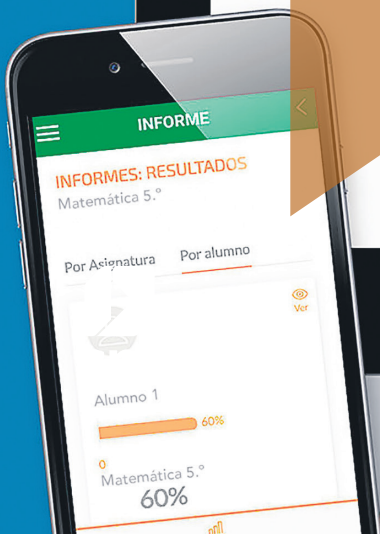 INFORME
INFORMES: RESULTADOS
Matemática 5.º
Por Asignatura Por alumno
Ver
Alumno 1
60%
0
Matemática 5.º
60%